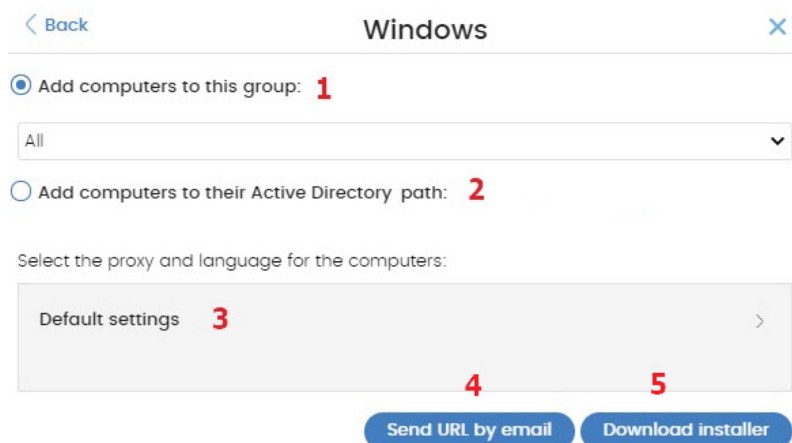 Back
Windows
Add computers to this group: 1
All
Add computers to their Active Directory path: 2
Select the proxy and language for the computers:
Default settings 3
4 5
Send URL by email Download installer